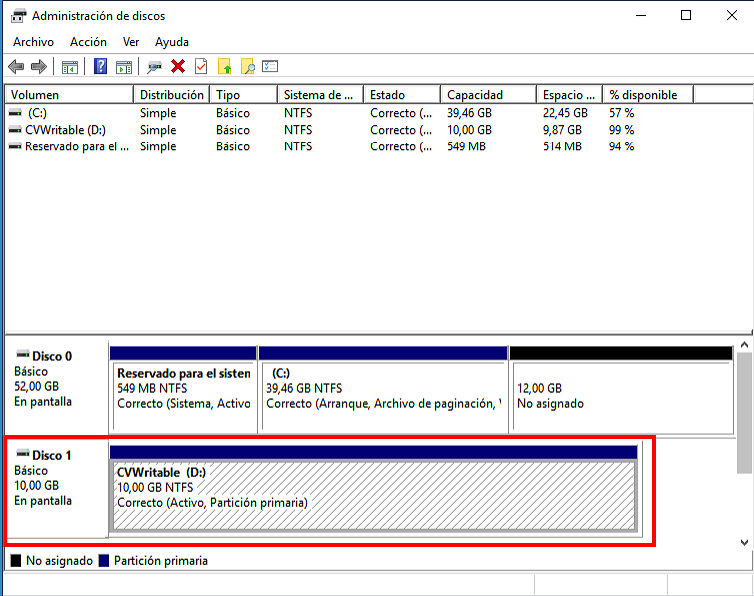 Administración de discos
Archivo Acción Ver Ayuda
Volumen Distribución Tipo Sistema de ... Estado Capacidad Espacio ... % disponible
(C:) Simple Básico NTFS Correcto (... 39,46 GB 22,45 GB 57 %
CVWritable (D:) Simple Básico NTFS Correcto (... 10,00 GB 9,87 GB 99 %
Reservado para el ... Simple Básico NTFS Correcto (... 549 MB 514 MB 94 %
Disco 0
Básico
52,00 GB
En pantalla
Reservado para el sisten
549 MB NTFS
Correcto (Sistema, Activo
(C:)
39,46 GB NTFS
Correcto (Arranque, Archivo de paginación,
12,00 GB
No asignado
Disco 1
Básico
10,00 GB
En pantalla
CVWritable (D:)
10,00 GB NTFS
Correcto (Activo, Partición primaria)
No asignado Partición primaria